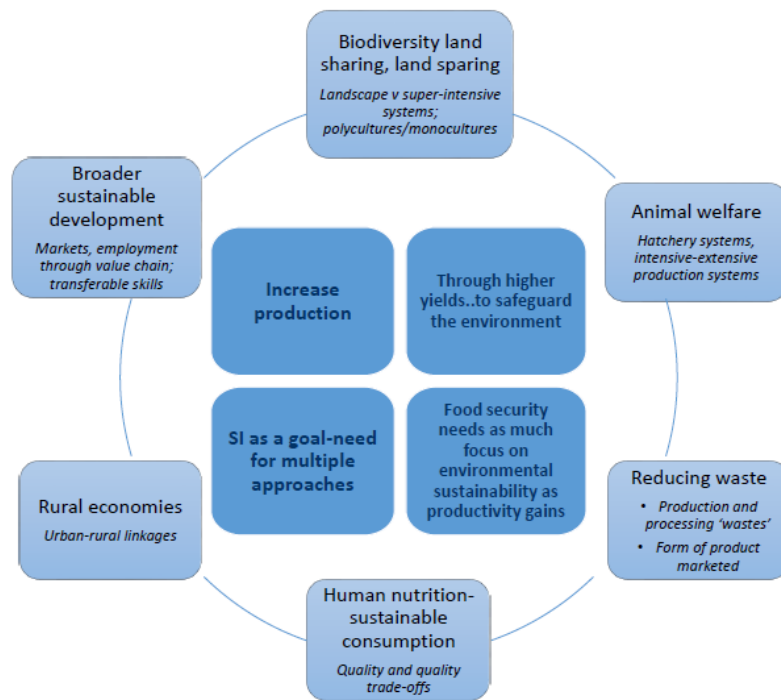 Biodiversity land
sharing, land sparing
Landscape v super-intensive
systems;
polycultures/monocultures
Broader
sustainable
development
Markets, employment
through value chain;
transferable skills
Animal welfare
Hatchery systems,
intensive-extensive
production systems
Increase
production
Through higher
yields..to safeguard
the environment
SI as a goal-need
for multiple
approaches
Food security
needs as much
focus on
environmental
sustainability as
productivity gains
Rural economies
Urban-rural linkages
Reducing waste
• Production and
processing ‘wastes’
• Form of product
marketed
Human nutrition-
sustainable
consumption
Quality and quality
trade-offs